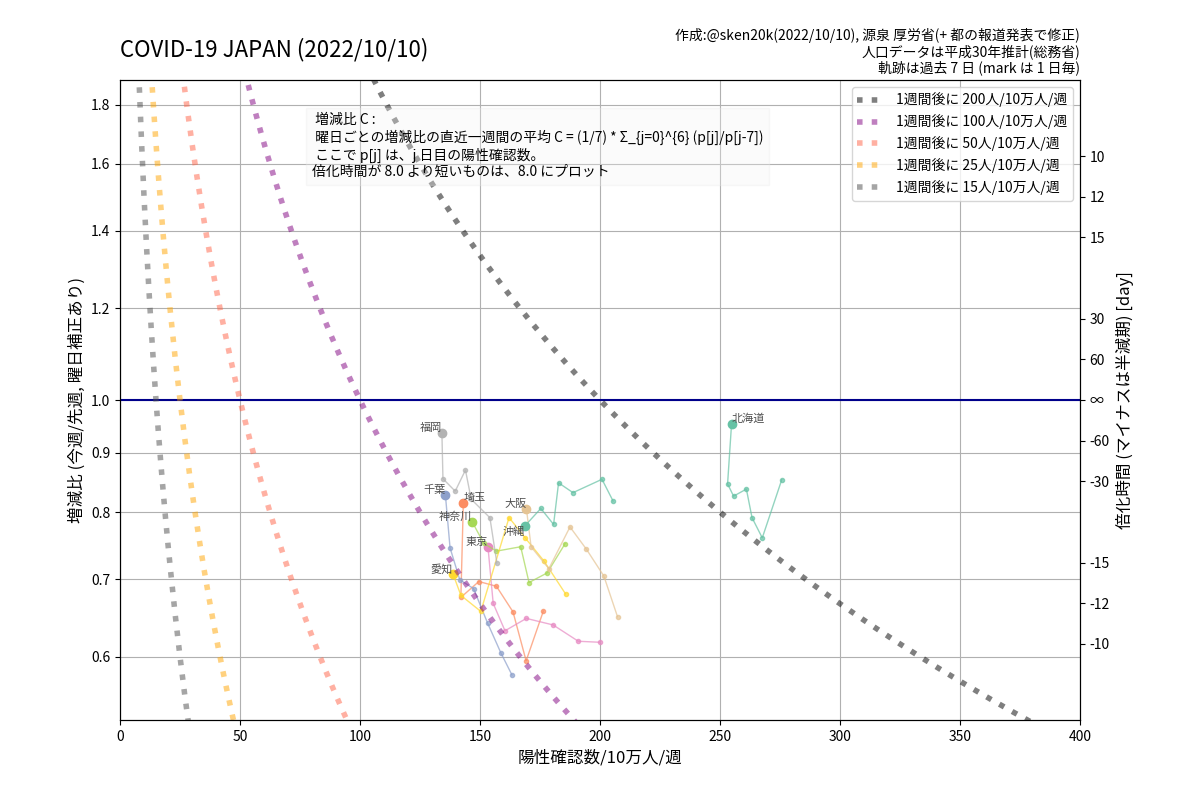 COVID-19 JAPAN (2022/10/10)
作成:@sken20k(2022/10/10), 源泉 厚労省(+ 都の報道発表で修正)
人口データは平成30年推計(総務省)
軌跡は過去 7 日 (mark は 1 日毎)
増減比 C :
曜日ごとの増減比の直近一週間の平均 C = (1/7) * Σ_{j=0}^{6} (p[j]/p[j-7])
ここで p[j] は、j 日目の陽性確認数。
倍化時間が 8.0 より短いものは、8.0 にプロット
1週間後に 200人/10万人/週
1週間後に 100人/10万人/週
1週間後に 50人/10万人/週
1週間後に 25人/10万人/週
1週間後に 15人/10万人/週
増減比 (今週/先週, 曜日補正あり)
1.8
1.6
1.4
1.2
1.0
0.9
0.8
0.7
0.6
福岡
北海道
千葉
埼玉
大阪
神奈川
沖縄
東京
愛知
10
12
15
30
60
∞
-60
-30
-15
-12
-10
倍化時間 (マイナスは半減期) [day]
0 50 100 150 200 250 300 350 400
陽性確認数/10万人/週